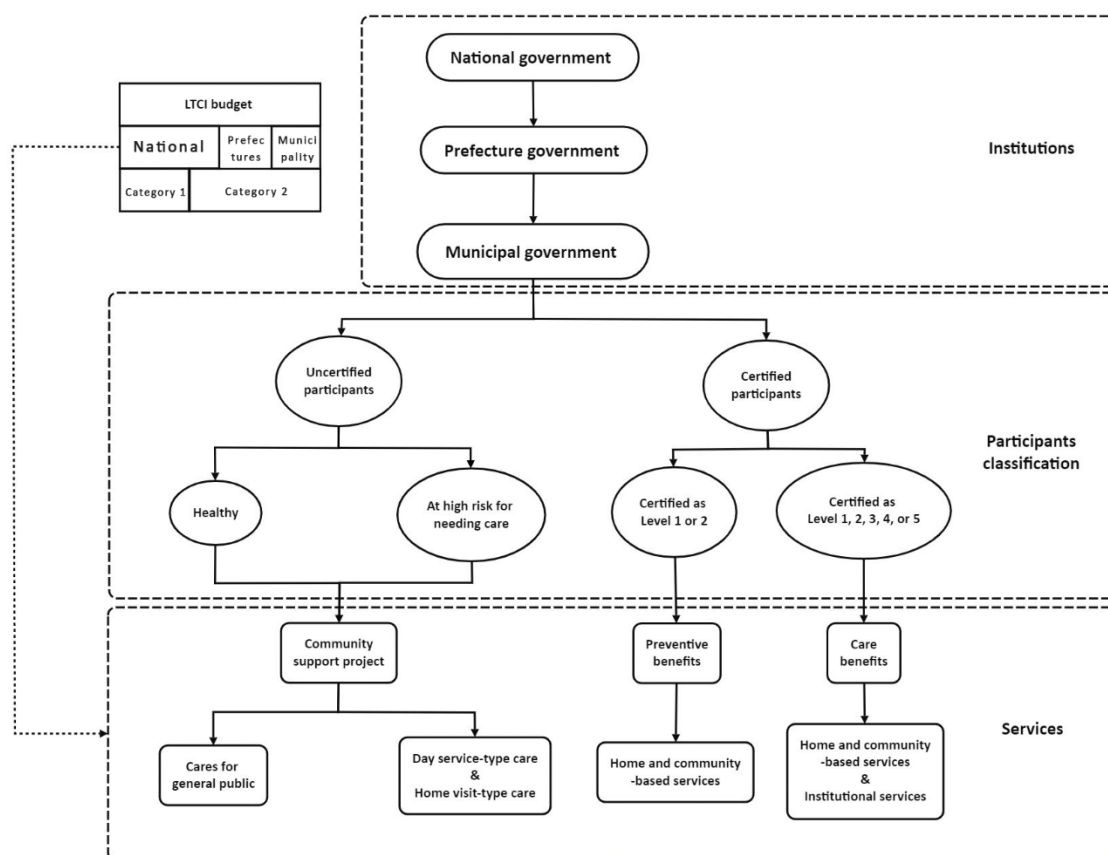 National government
LTCI budget
National
Prefec
tures
Munici
pality
Category 1
Category 2
Prefecture government
Institutions
Municipal government
Uncertified
participants
Certified
participants
Participants
classification
Healthy
At high risk for
needing care
Certified as
Level 1 or 2
Certified as
Level 1, 2, 3, 4, or 5
Community
support project
Preventive
benefits
Care
benefits
Services
Cares for
general public
Day service-type care
&
Home visit-type care
Home and community
-based services
Home and community
-based services
&
Institutional services